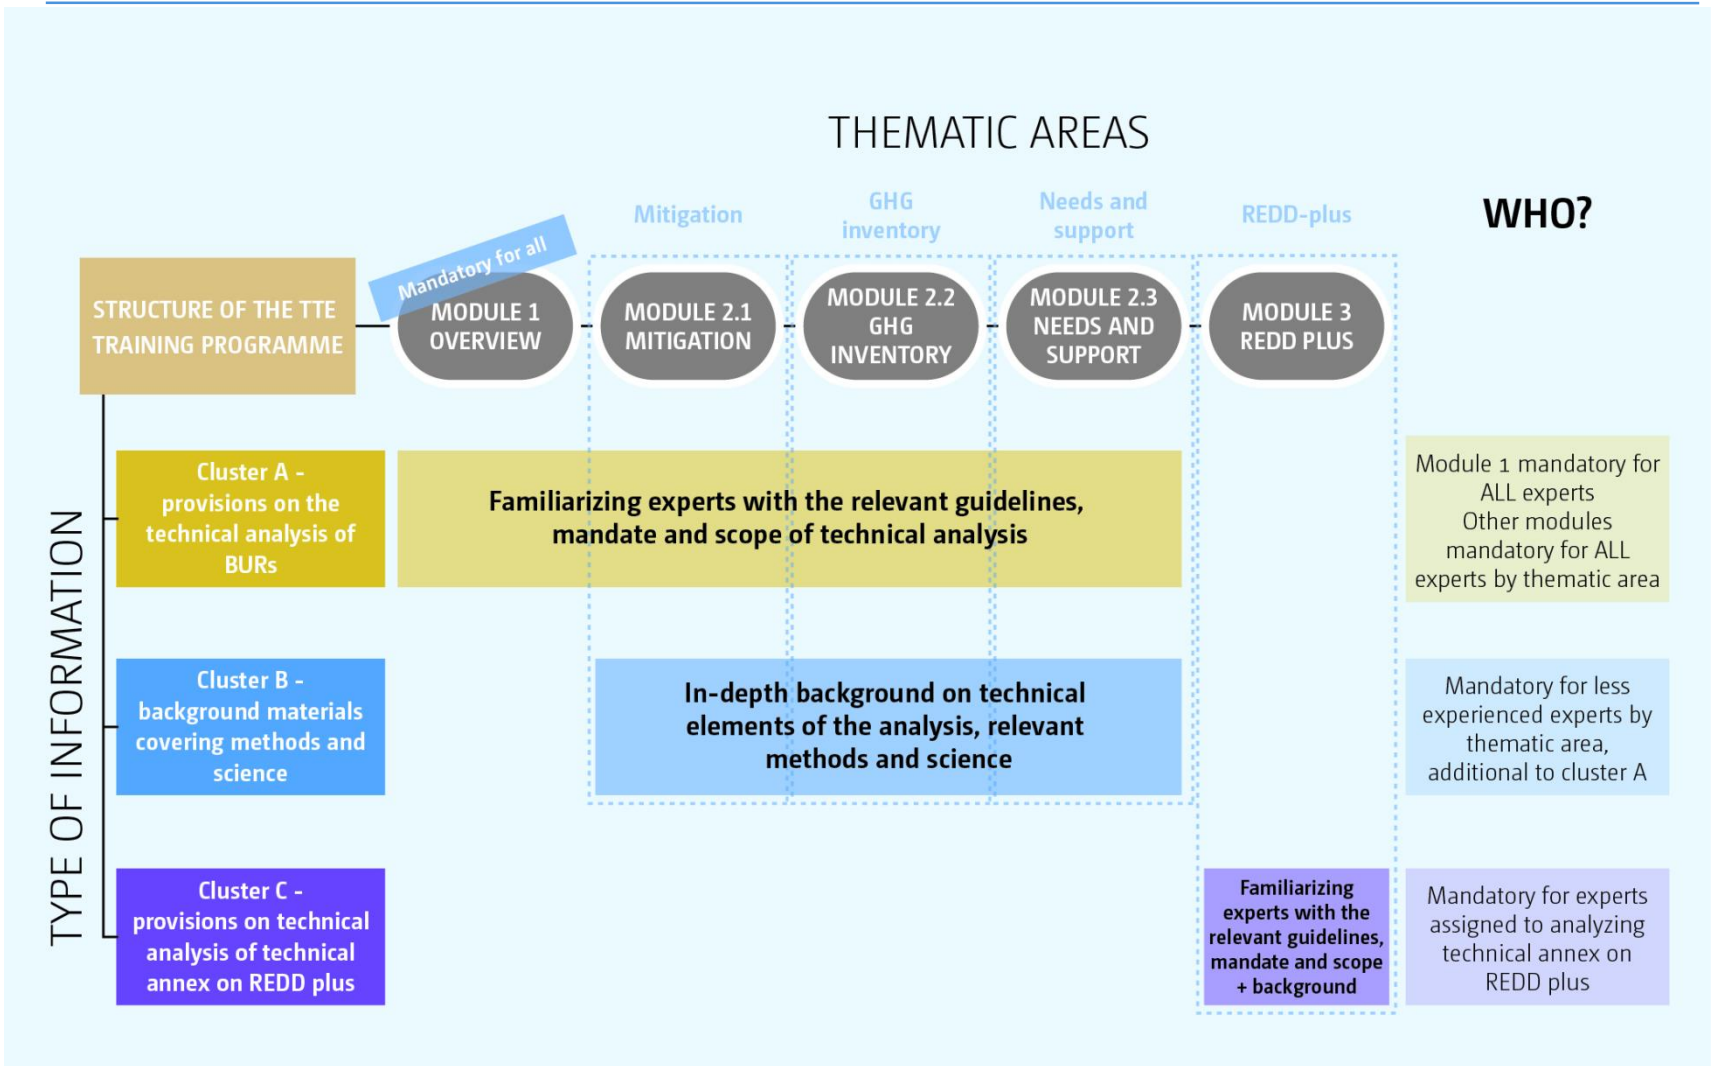 THEMATIC AREAS
Mitigation
GHG
inventory
Needs and
support
REDD-plus
WHO?
Mandatory for all
STRUCTURE OF THE TTE
TRAINING PROGRAMME
MODULE 1
OVERVIEW
MODULE 2.1
MITIGATION
MODULE 2.2
GHG
INVENTORY
MODULE 2.3
NEEDS AND
SUPPORT
MODULE 3
REDD PLUS
TYPE OF INFORMATION
Cluster A -
provisions on the
technical analysis of
BURs
Familiarizing experts with the relevant guidelines,
mandate and scope of technical analysis
Module 1 mandatory for
ALL experts
Other modules
mandatory for ALL
experts by thematic area
Cluster B -
background materials
covering methods and
science
In-depth background on technical
elements of the analysis, relevant
methods and science
Mandatory for less
experienced experts by
thematic area,
additional to cluster A
Cluster C -
provisions on technical
analysis of technical
annex on REDD plus
Familiarizing
experts with the
relevant guidelines,
mandate and scope
+ background
Mandatory for experts
assigned to analyzing
technical annex on
REDD plus